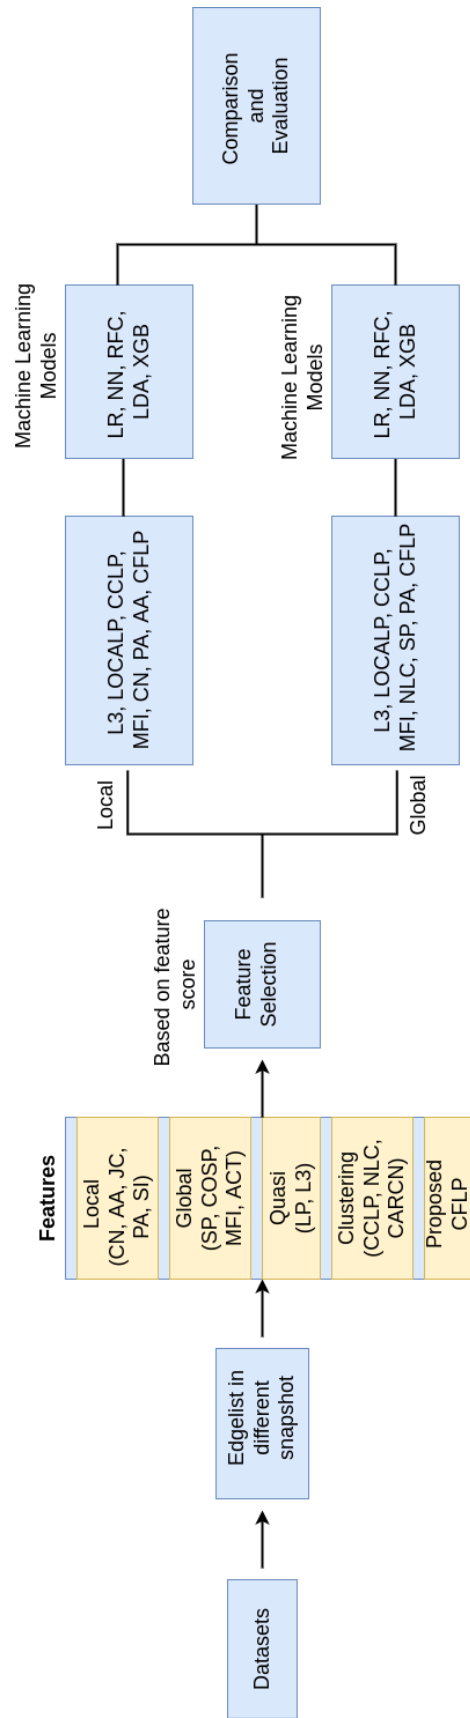 Datasets
Edgelist in
different
snapshot
Features
Local
(CN, AA, JC,
PA, SI)
Global
(SP, COSP,
MFI, ACT)
Quasi
(LP, L3)
Clustering
(CCLP, NLC,
CARCN)
Proposed
CFLP
Based on feature
score
Feature
Selection
Local
L3, LOCALP, CCLP,
MFI, CN, PA, AA, CFLP
Machine Learning
Models
LR, NN, RFC,
LDA, XGB
Global
L3, LOCALP, CCLP,
MFI, NLC, SP, PA, CFLP
Machine Learning
Models
LR, NN, RFC,
LDA, XGB
Comparison
and
Evaluation